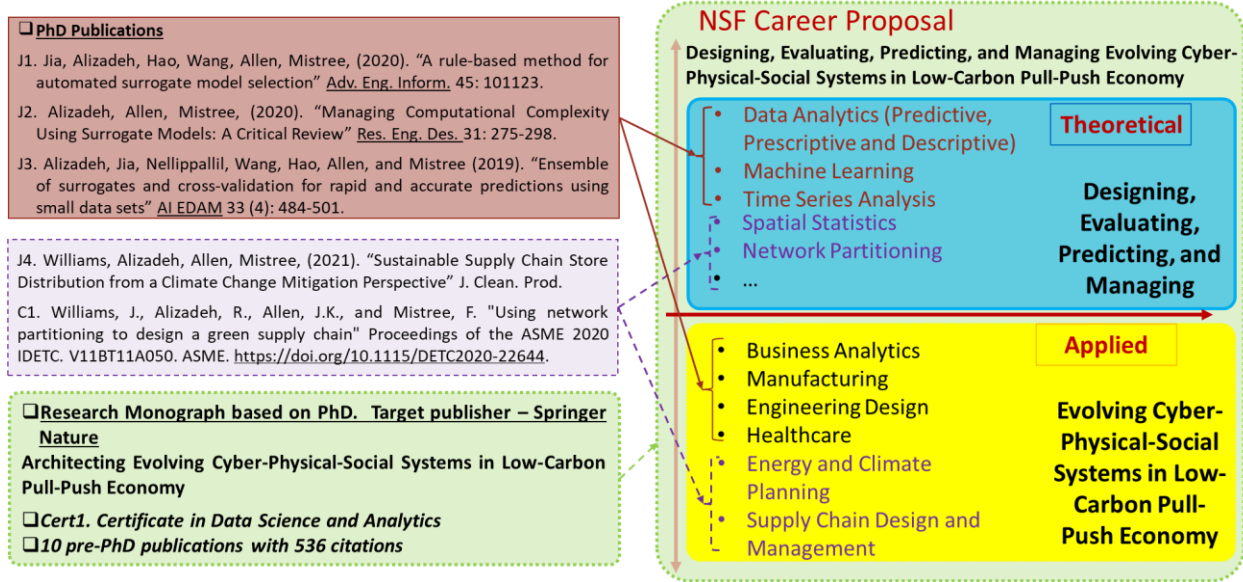 ❑ PhD Publications
J1. Jia, Alizadeh, Hao, Wang, Allen, Mistree, (2020). “A rule-based method for
automated surrogate model selection” Adv. Eng. Inform. 45: 101123.
J2. Alizadeh, Allen, Mistree, (2020). “Managing Computational Complexity
Using Surrogate Models: A Critical Review” Res. Eng. Des. 31: 275-298.
J3. Alizadeh, Jia, Nellippallil, Wang, Hao, Allen, and Mistree (2019). “Ensemble
of surrogates and cross-validation for rapid and accurate predictions using
small data sets” AI EDAM 33 (4): 484-501.
J4. Williams, Alizadeh, Allen, Mistree, (2021). “Sustainable Supply Chain Store
Distribution from a Climate Change Mitigation Perspective” J. Clean. Prod.
C1. Williams, J., Alizadeh, R., Allen, J.K., and Mistree, F. "Using network
partitioning to design a green supply chain" Proceedings of the ASME 2020
IDETC. V11BT11A050. ASME. https://doi.org/10.1115/DETC2020-22644.
❑Research Monograph based on PhD. Target publisher – Springer
Nature
Architecting Evolving Cyber-Physical-Social Systems in Low-Carbon
Pull-Push Economy
❑Cert1. Certificate in Data Science and Analytics
❑10 pre-PhD publications with 536 citations
NSF Career Proposal
Designing, Evaluating, Predicting, and Managing Evolving Cyber-
Physical-Social Systems in Low-Carbon Pull-Push Economy
• Data Analytics (Predictive,
Prescriptive and Descriptive)
• Machine Learning
• Time Series Analysis
• Spatial Statistics
• Network Partitioning
• ...
Theoretical
Designing,
Evaluating,
Predicting, and
Managing
• Business Analytics
• Manufacturing
• Engineering Design
• Healthcare
• Energy and Climate
Planning
• Supply Chain Design and
Management
Applied
Evolving Cyber-
Physical-Social
Systems in Low-
Carbon Pull-
Push Economy